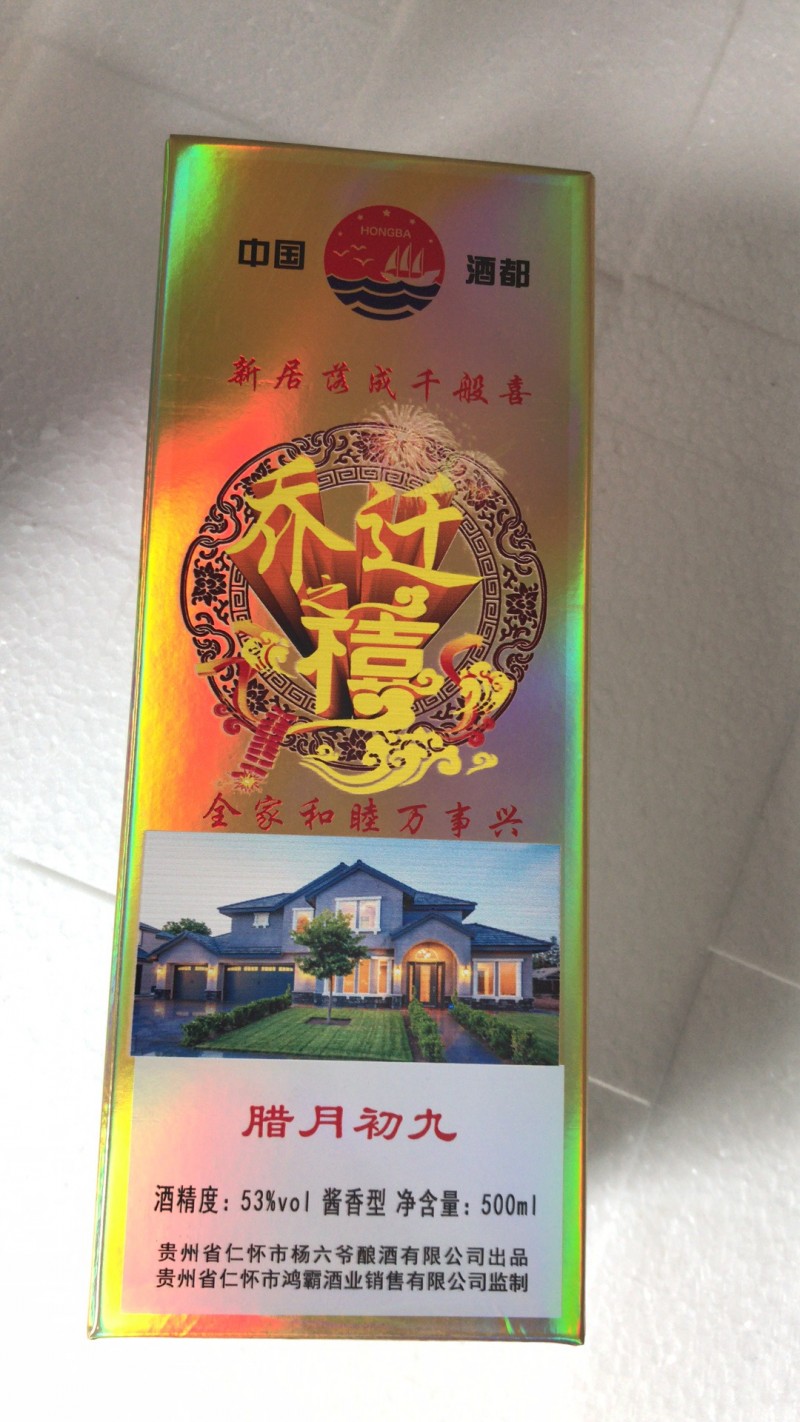 HONGBA
中国 酒都
新居落成千般喜
乔迁
之
禧
全家和睦万事兴
腊月初九
酒精度：53%vol 酱香型 净含量：500ml
贵州省仁怀市杨六爷酿酒有限公司出品
贵州省仁怀市鸿霸酒业销售有限公司监制